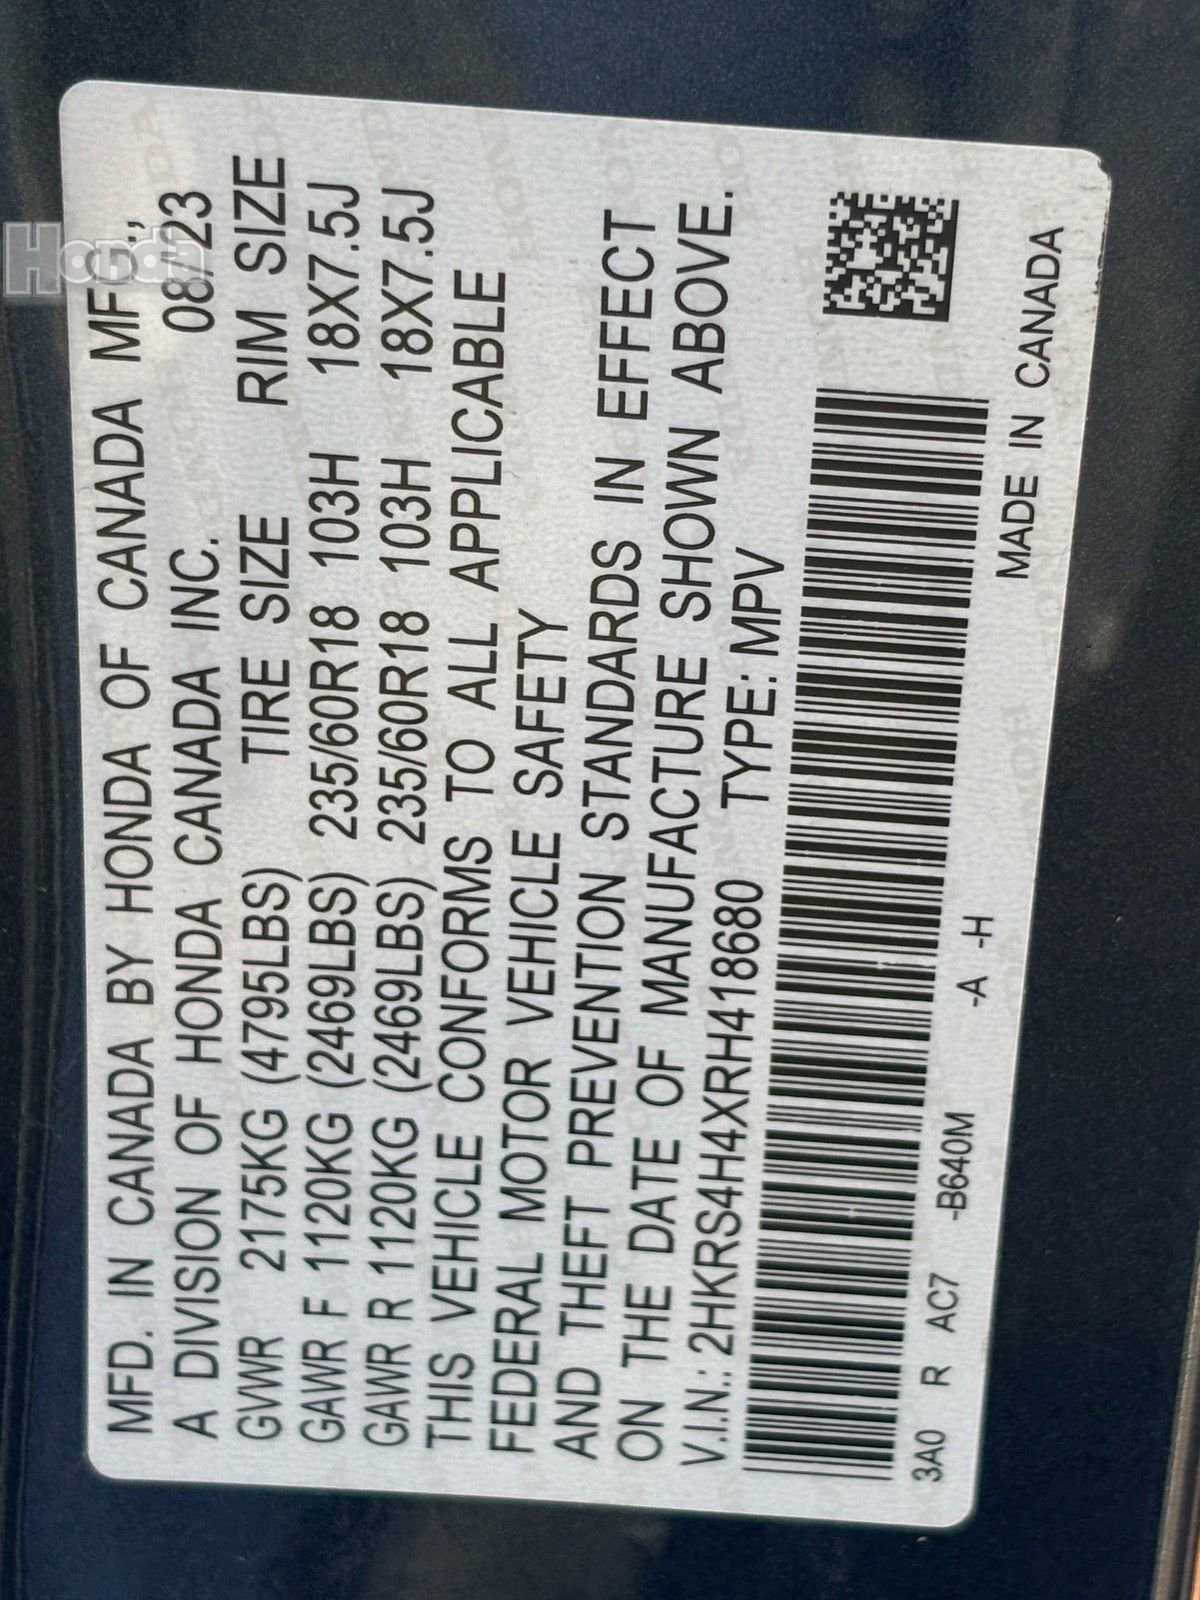 MFD. IN CANADA BY HONDA OF CANADA MFG.,
A DIVISION OF HONDA CANADA INC. 08/23
GVWR 2175KG (4795LBS) TIRE SIZE RIM SIZE
GAWR F 1120KG (2469LBS) 235/60R18 103H 18X7.5J
GAWR R 1120KG (2469LBS) 235/60R18 103H 18X7.5J
THIS VEHICLE CONFORMS TO ALL APPLICABLE
FEDERAL MOTOR VEHICLE SAFETY
AND THEFT PREVENTION STANDARDS IN EFFECT
ON THE DATE OF MANUFACTURE SHOWN ABOVE.
V.I.N.: 2HKRS4H4XRH418680 TYPE: MPV
3A0 R AC7 -B640M -A -H
MADE IN CANADA
Honda